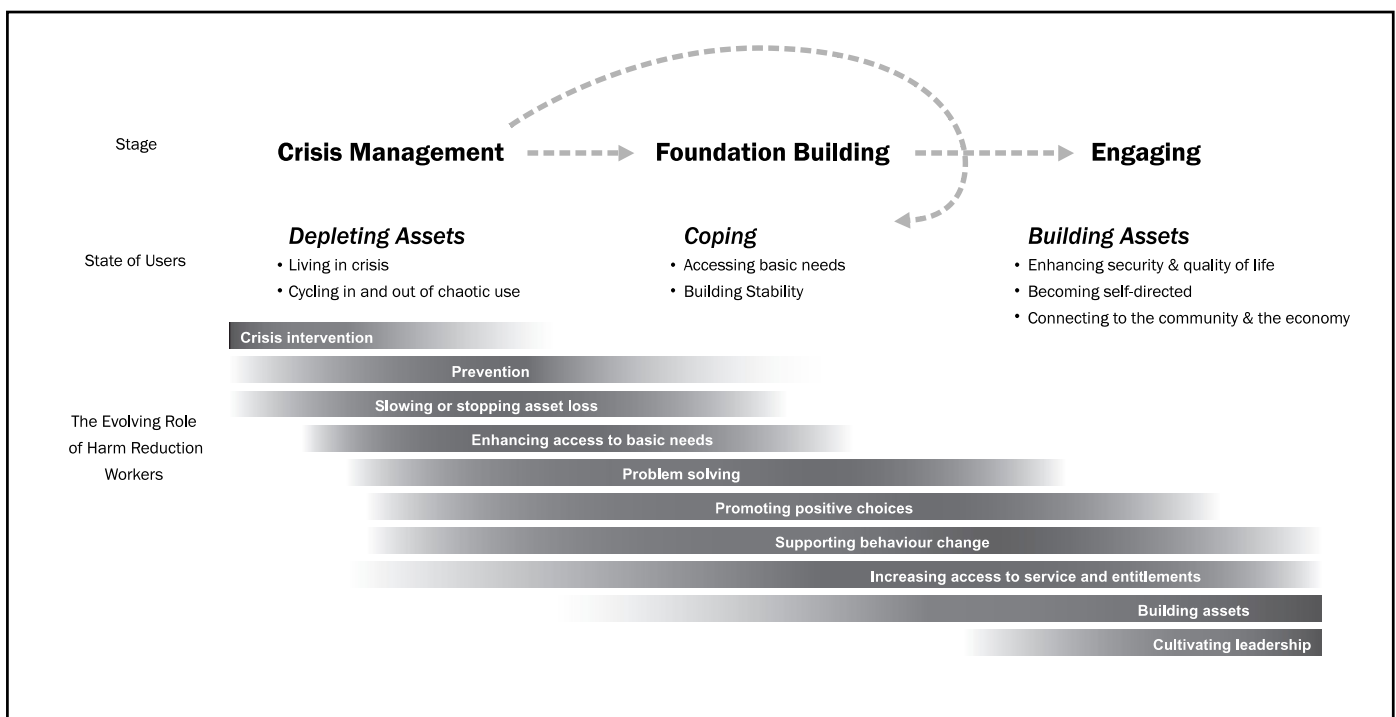 Stage
Crisis Management
Foundation Building
Engaging
State of Users
Depleting Assets
• Living in crisis
• Cycling in and out of chaotic use
Coping
• Accessing basic needs
• Building Stability
Building Assets
• Enhancing security & quality of life
• Becoming self-directed
• Connecting to the community & the economy
The Evolving Role
of Harm Reduction
Workers
Crisis intervention
Prevention
Slowing or stopping asset loss
Enhancing access to basic needs
Problem solving
Promoting positive choices
Supporting behaviour change
Increasing access to service and entitlements
Building assets
Cultivating leadership